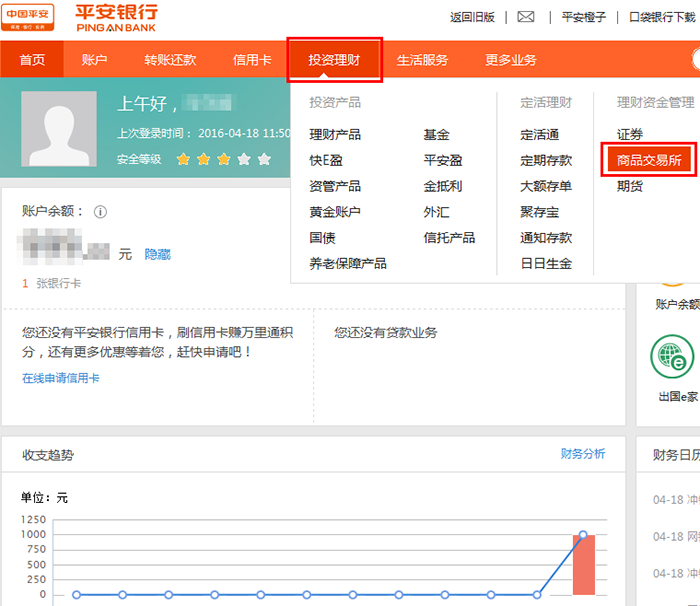 中国平安
保险·银行·投资
平安银行
PING AN BANK
返回旧版
平安橙子
口袋银行下载
首页 账户 转账还款 信用卡 投资理财 生活服务 更多业务
上午好，
上次登录时间： 2016-04-18 11:50
安全等级
投资产品
理财产品 基金
快E盈 平安盈
资管产品 金抵利
黄金账户 外汇
国债 信托产品
养老保障产品
定活理财
定活通
定期存款
大额存单
聚存宝
通知存款
日日生金
理财资金管理
证券
商品交易所
期货
账户余额：
元 隐藏
1 张银行卡
您还没有平安银行信用卡，刷信用卡赚万里通积
分，还有更多优惠等着您，赶快申请吧！
在线申请信用卡
您还没有贷款业务
账户余额
出国e家
收支趋势 财务分析
单位：元
1250
1000
750
500
250
0
财务日历
04-18 冲
04-18 网
04-18 冲